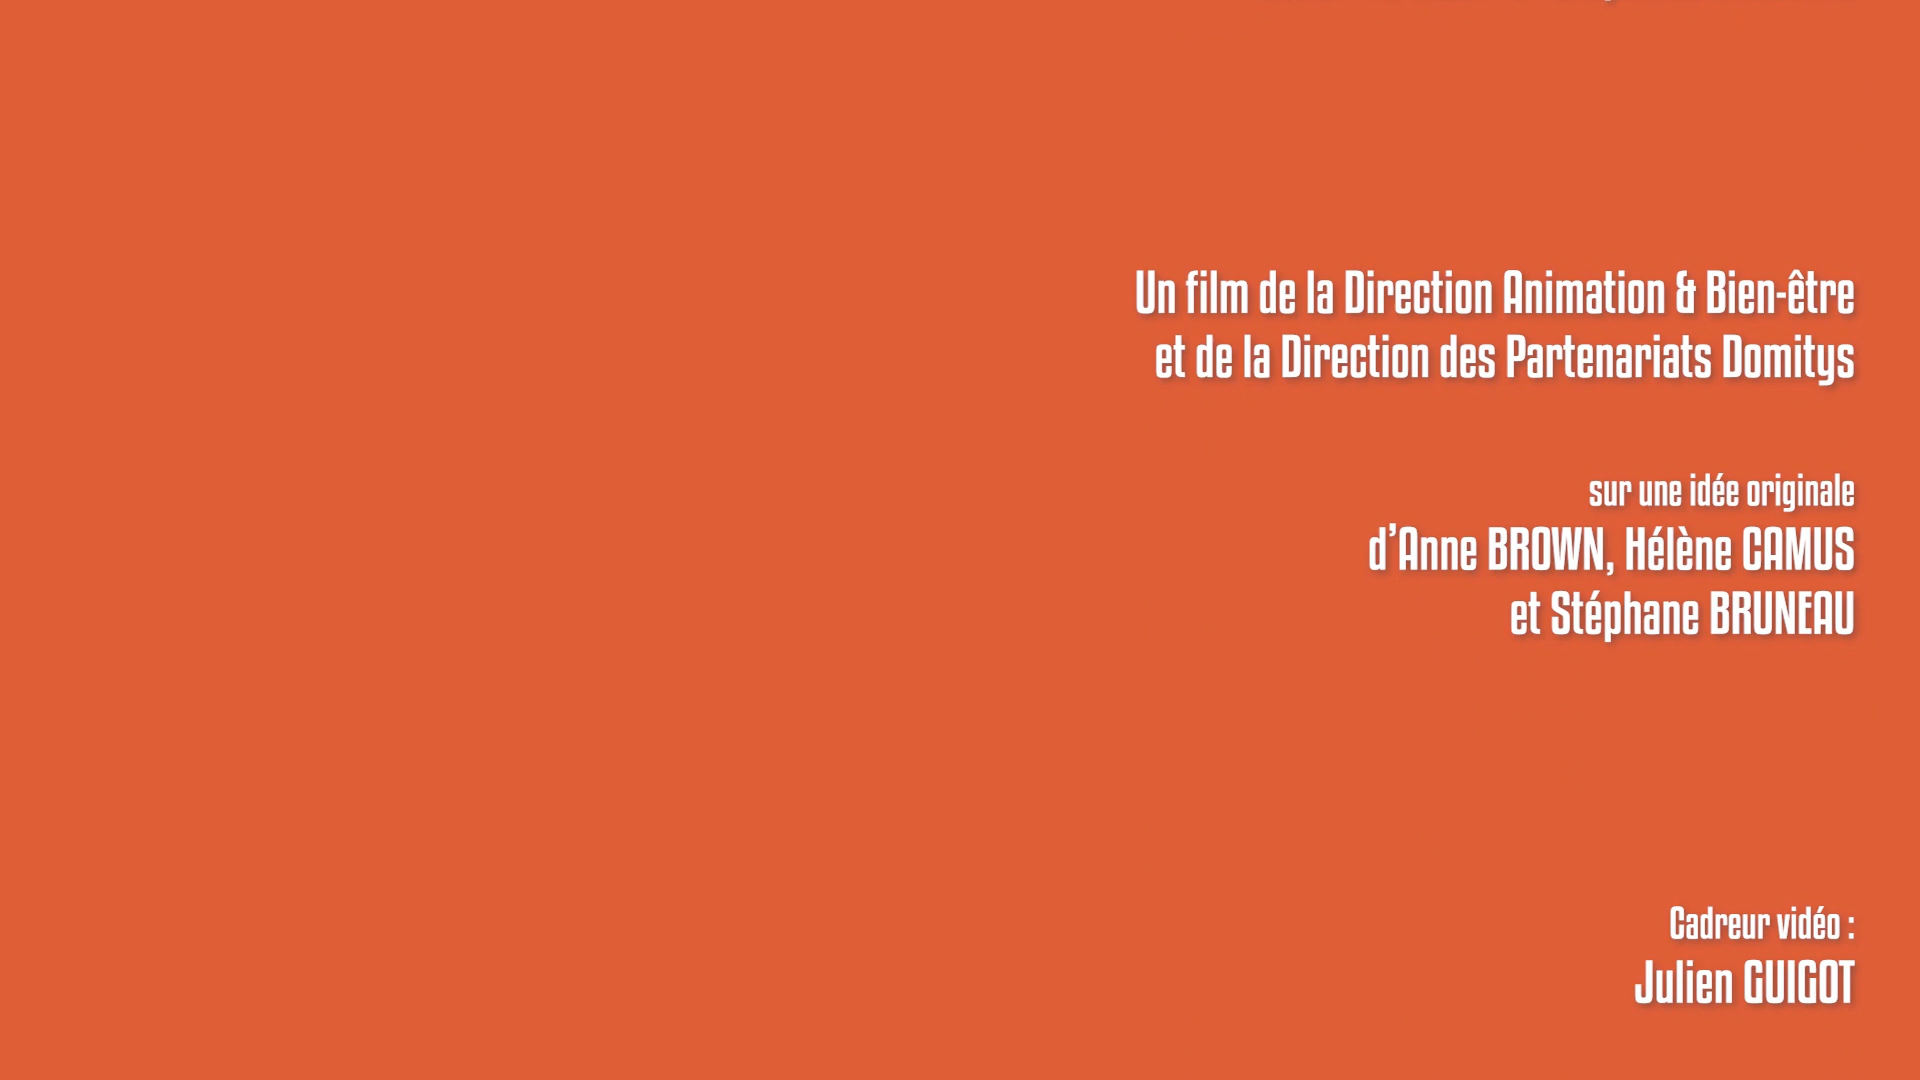 Un film de la Direction Animation & Bien-être
et de la Direction des Partenariats Domitys
sur une idée originale
d’Anne BROWN, Hélène CAMUS
et Stéphane BRUNEAU
Cadreur vidéo :
Julien GUIGOT